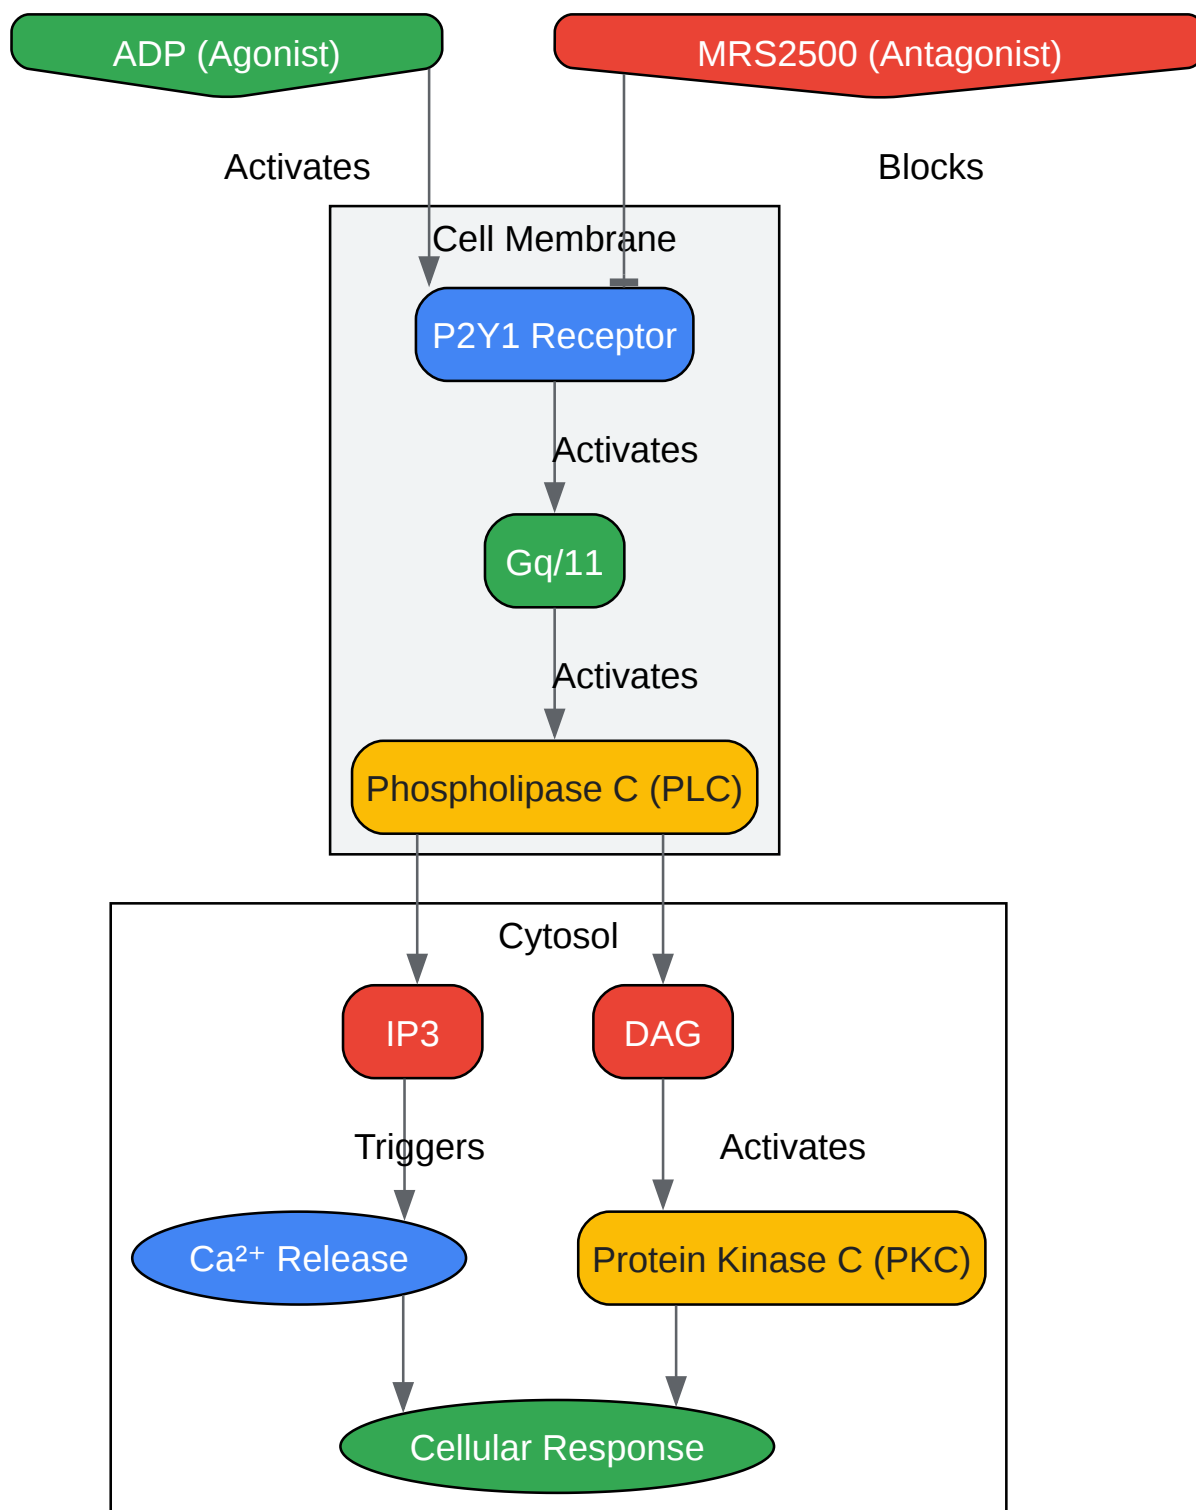 ADP (Agonist)
MRS2500 (Antagonist)
Activates
Blocks
Cell Membrane
P2Y1 Receptor
Activates
Gq/11
Activates
Phospholipase C (PLC)
Cytosol
IP3
DAG
Triggers
Activates
Ca²⁺ Release
Protein Kinase C (PKC)
Cellular Response